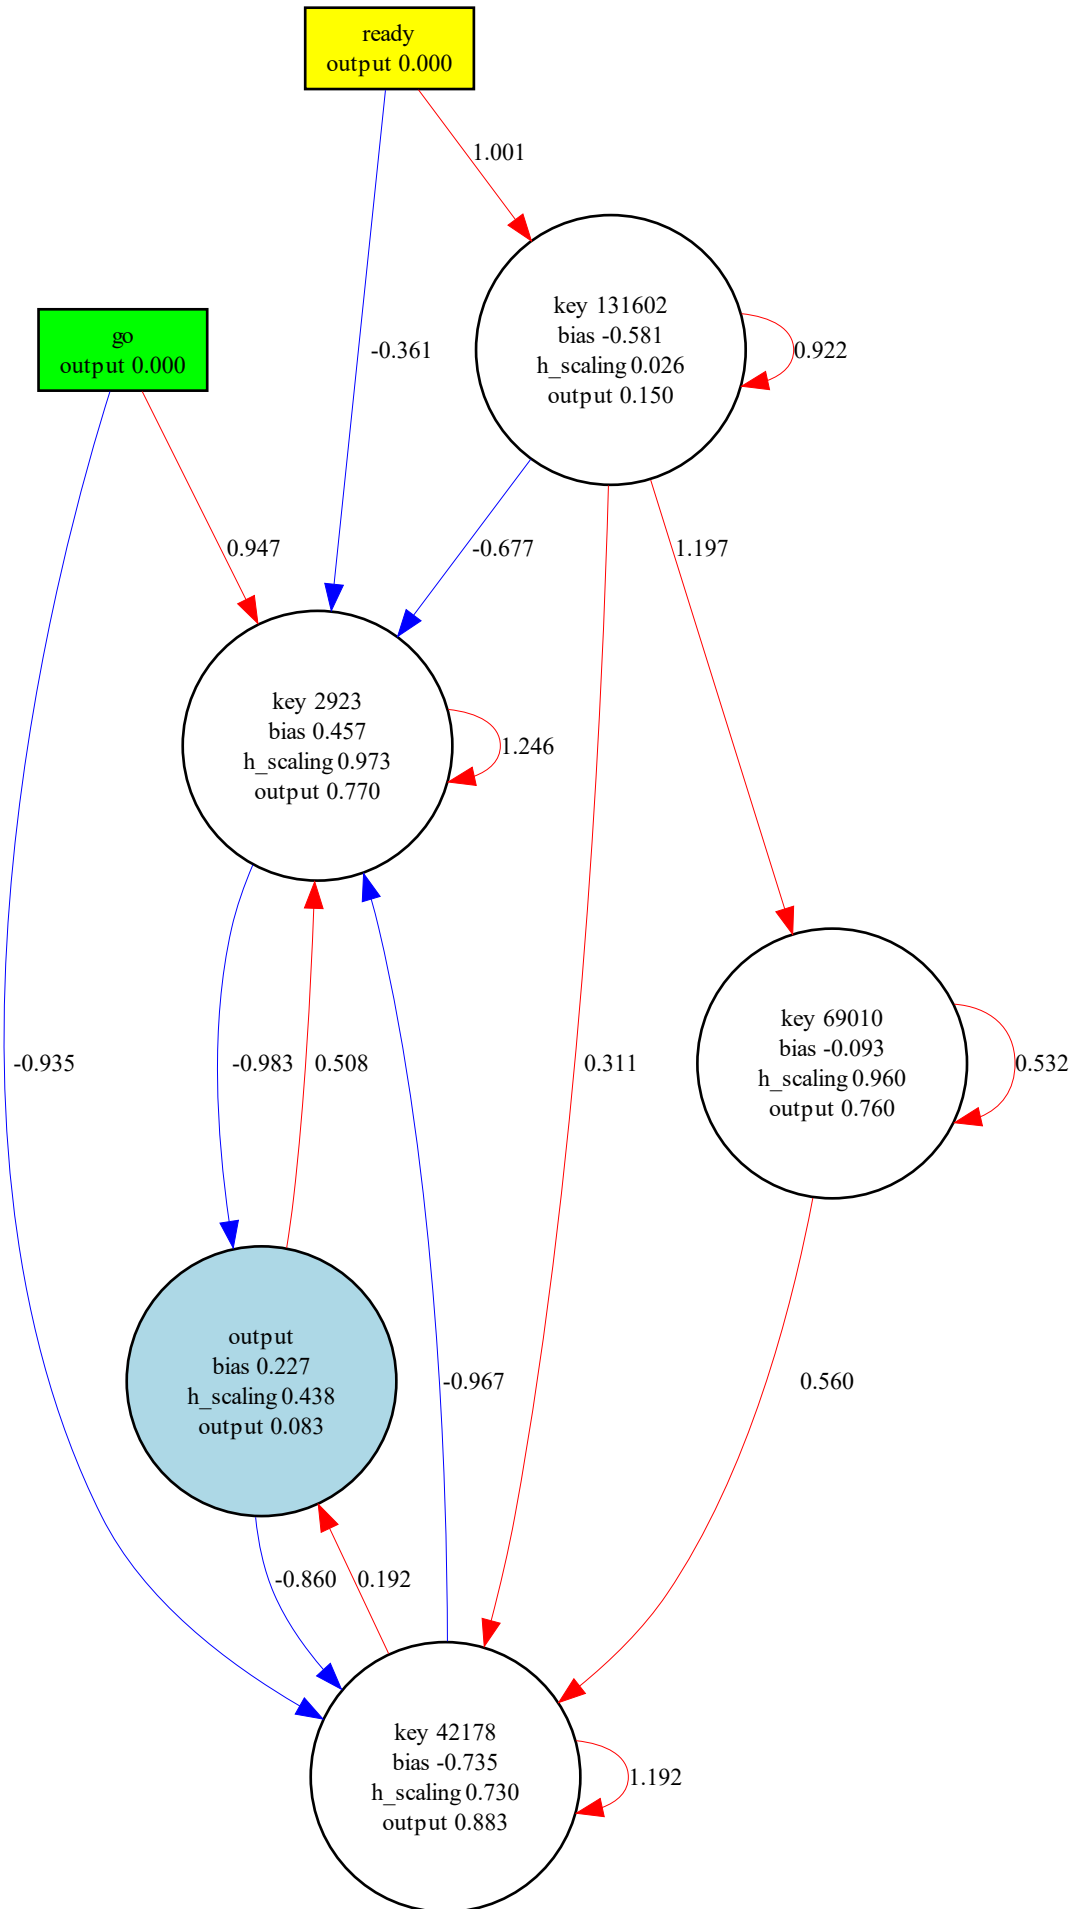 ready
output 0.000
1.001
key 131602
bias -0.581
h_scaling 0.026
output 0.150
0.922
go
output 0.000
-0.361
0.947
-0.677
1.197
key 2923
bias 0.457
h_scaling 0.973
output 0.770
1.246
key 69010
bias -0.093
h_scaling 0.960
output 0.760
0.532
-0.935
-0.983
0.508
0.311
output
bias 0.227
h_scaling 0.438
output 0.083
-0.967
0.560
-0.860
0.192
key 42178
bias -0.735
h_scaling 0.730
output 0.883
1.192